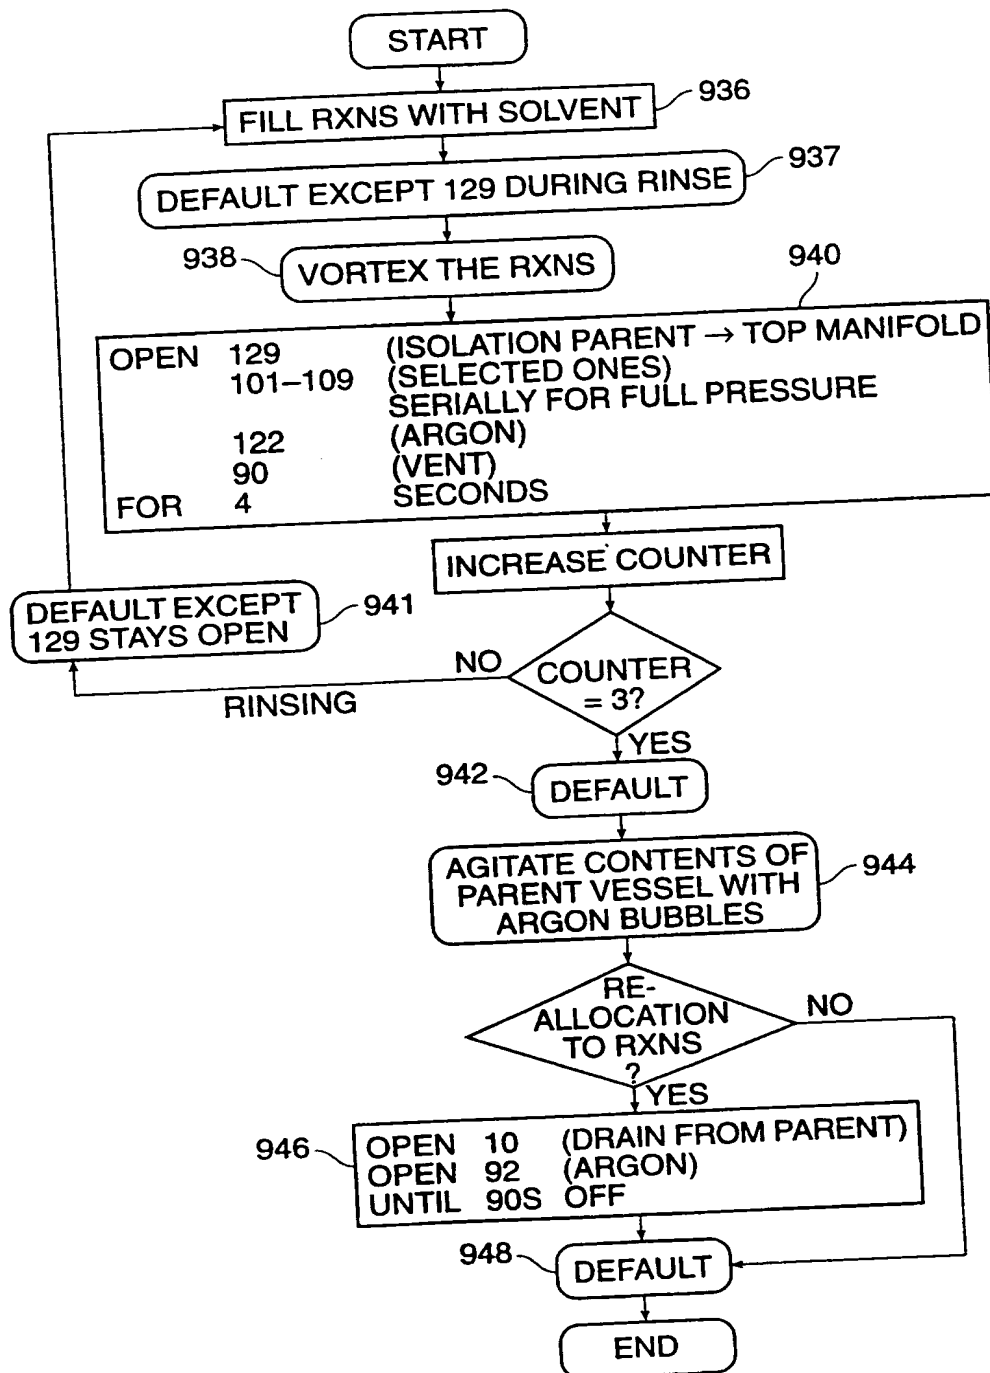 START
FILL RXNS WITH SOLVENT
936
DEFAULT EXCEPT 129 DURING RINSE
937
938
VORTEX THE RXNS
940
OPEN 129 (ISOLATION PARENT → TOP MANIFOLD
101–109 (SELECTED ONES)
SERIALLY FOR FULL PRESSURE
122 (ARGON)
90 (VENT)
FOR 4 SECONDS
INCREASE COUNTER
DEFAULT EXCEPT
129 STAYS OPEN
941
NO
COUNTER
= 3?
RINSING
YES
942
DEFAULT
AGITATE CONTENTS OF
PARENT VESSEL WITH
ARGON BUBBLES
944
RE-
ALLOCATION
TO RXNS
?
NO
YES
946
OPEN 10 (DRAIN FROM PARENT)
OPEN 92 (ARGON)
UNTIL 90S OFF
948
DEFAULT
END